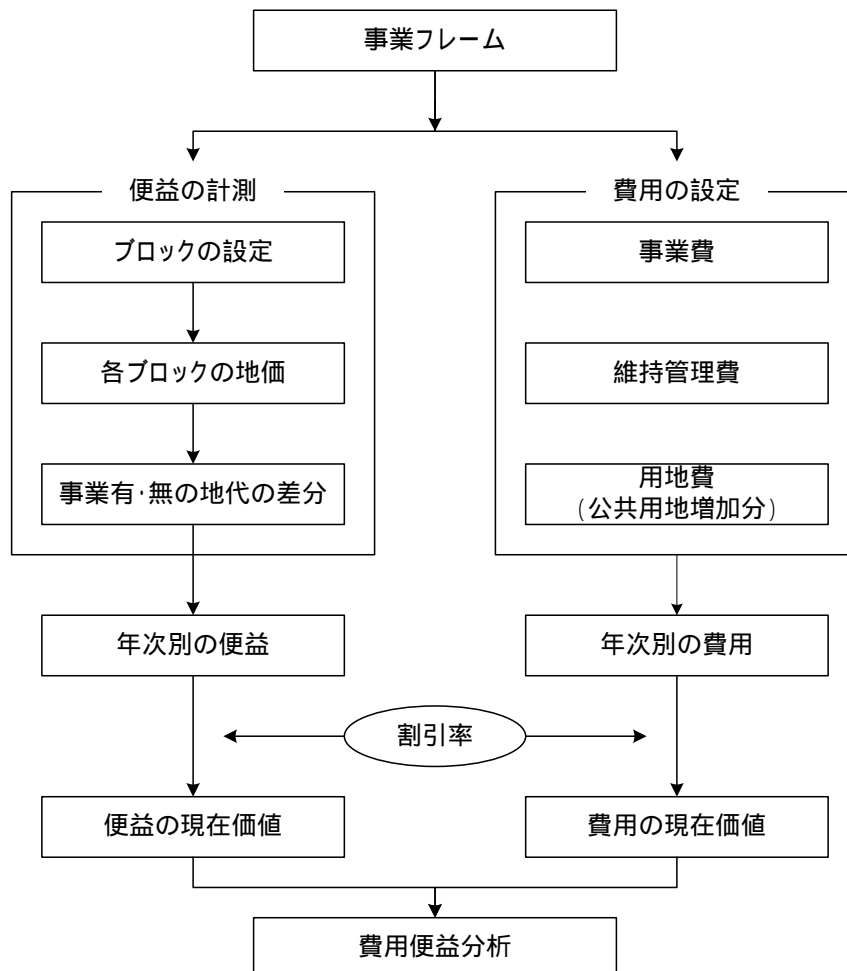 事業フレーム
便益の計測
ブロックの設定
各ブロックの地価
事業有・無の地代の差分
費用の設定
事業費
維持管理費
用地費
(公共用地増加分)
年次別の便益
年次別の費用
割引率
便益の現在価値
費用の現在価値
費用便益分析